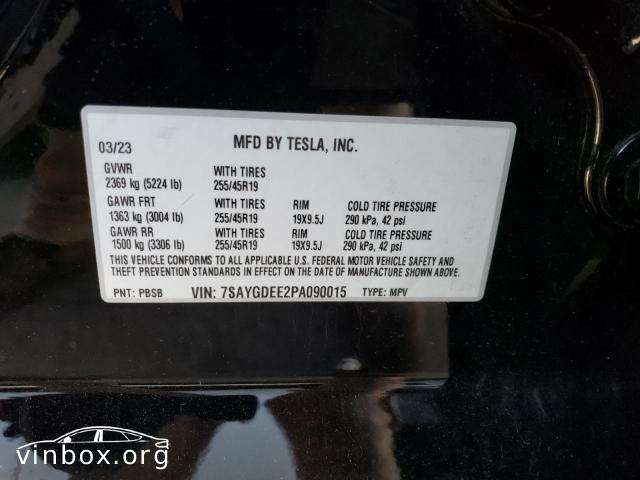 03/23 MFD BY TESLA, INC.
GVWR WITH TIRES
2369 kg (5224 lb) 255/45R19
GAWR FRT WITH TIRES RIM COLD TIRE PRESSURE
1363 kg (3004 lb) 255/45R19 19X9.5J 290 kPa, 42 psi
GAWR RR WITH TIRES RIM COLD TIRE PRESSURE
1500 kg (3306 lb) 255/45R19 19X9.5J 290 kPa, 42 psi
THIS VEHICLE CONFORMS TO ALL APPLICABLE U.S. FEDERAL MOTOR VEHICLE SAFETY AND
THEFT PREVENTION STANDARDS IN EFFECT ON THE DATE OF MANUFACTURE SHOWN ABOVE.
PNT: PBSB VIN: 7SAYGDEE2PA090015 TYPE: MPV
vinbox.org